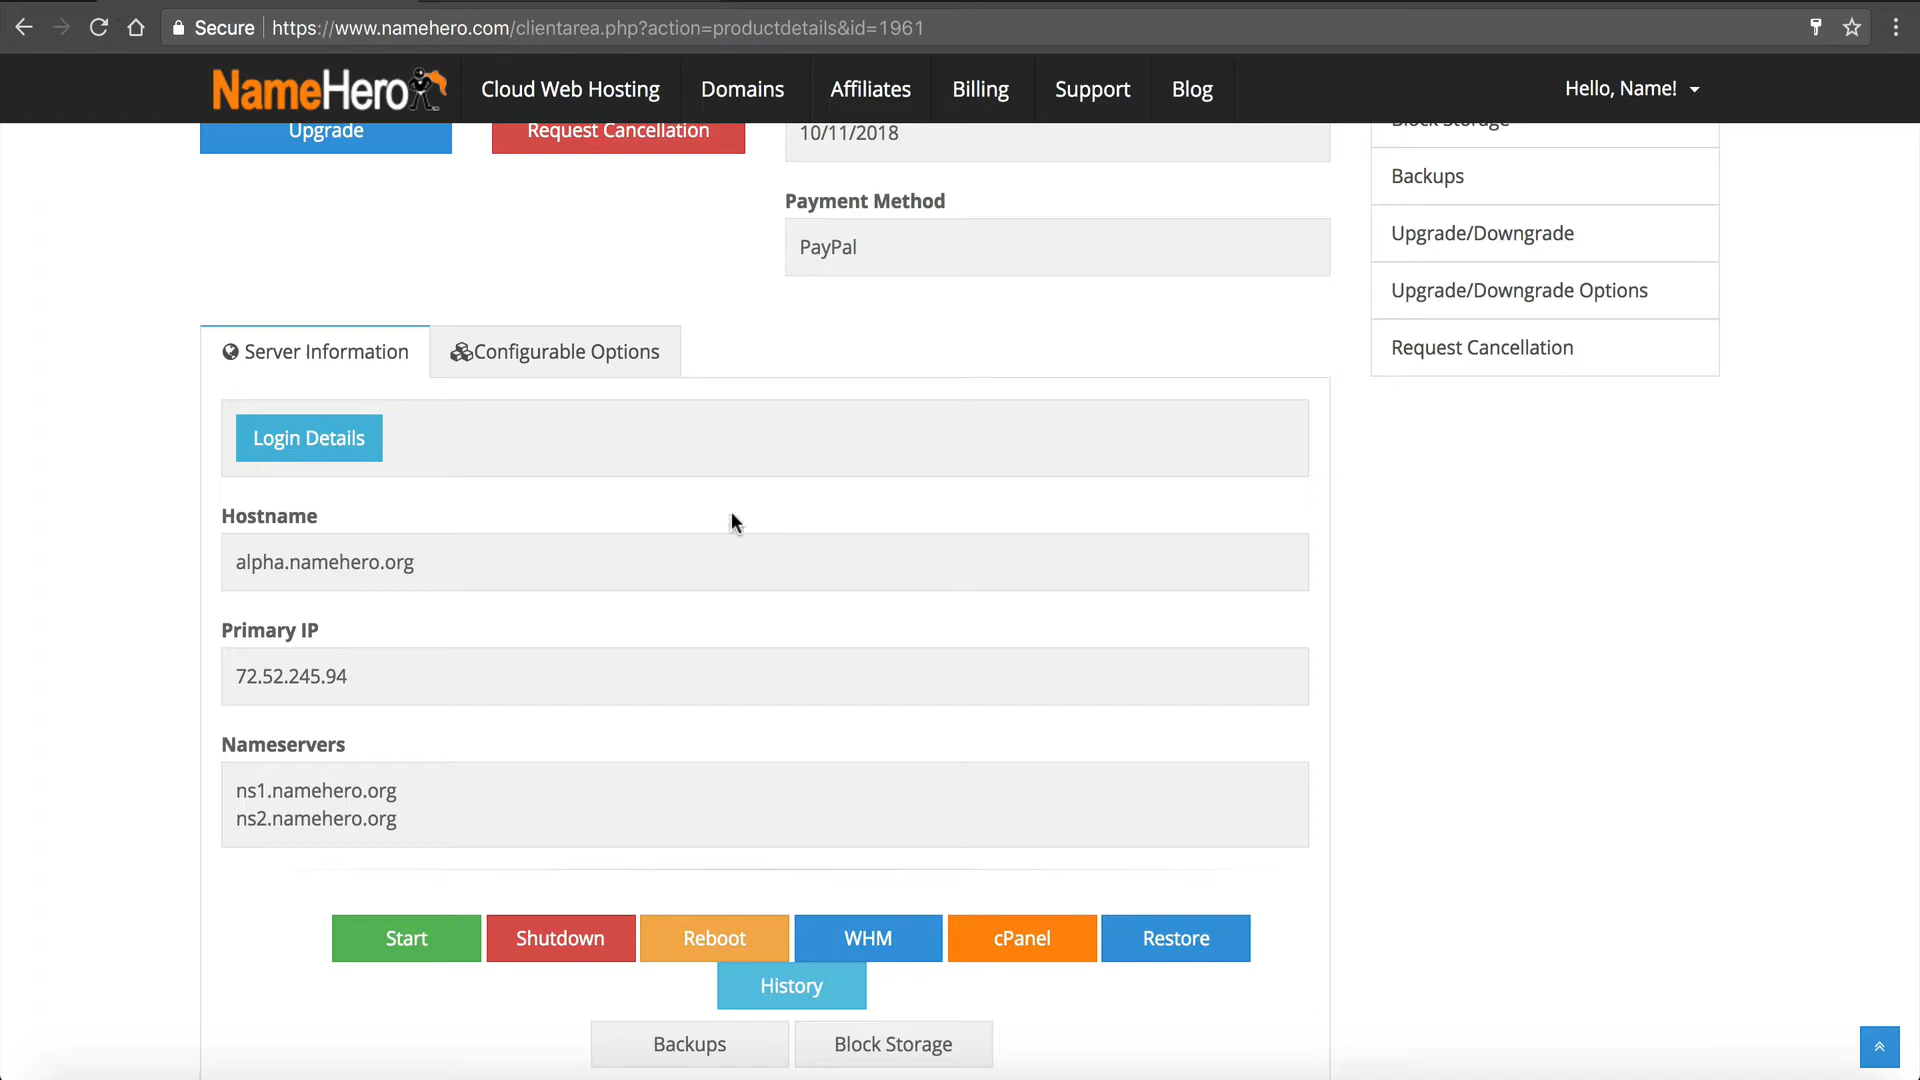 Secure https://www.namehero.com/clientarea.php?action=productdetails&id=1961
NameHero Cloud Web Hosting Domains Affiliates Billing Support Blog Hello, Name!
Upgrade Request Cancellation 10/11/2018 Block Storage
Backups
Payment Method
PayPal
Upgrade/Downgrade
Upgrade/Downgrade Options
Request Cancellation
Server Information Configurable Options
Login Details
Hostname
alpha.namehero.org
Primary IP
72.52.245.94
Nameservers
ns1.namehero.org
ns2.namehero.org
Start Shutdown Reboot WHM cPanel Restore
History
Backups Block Storage